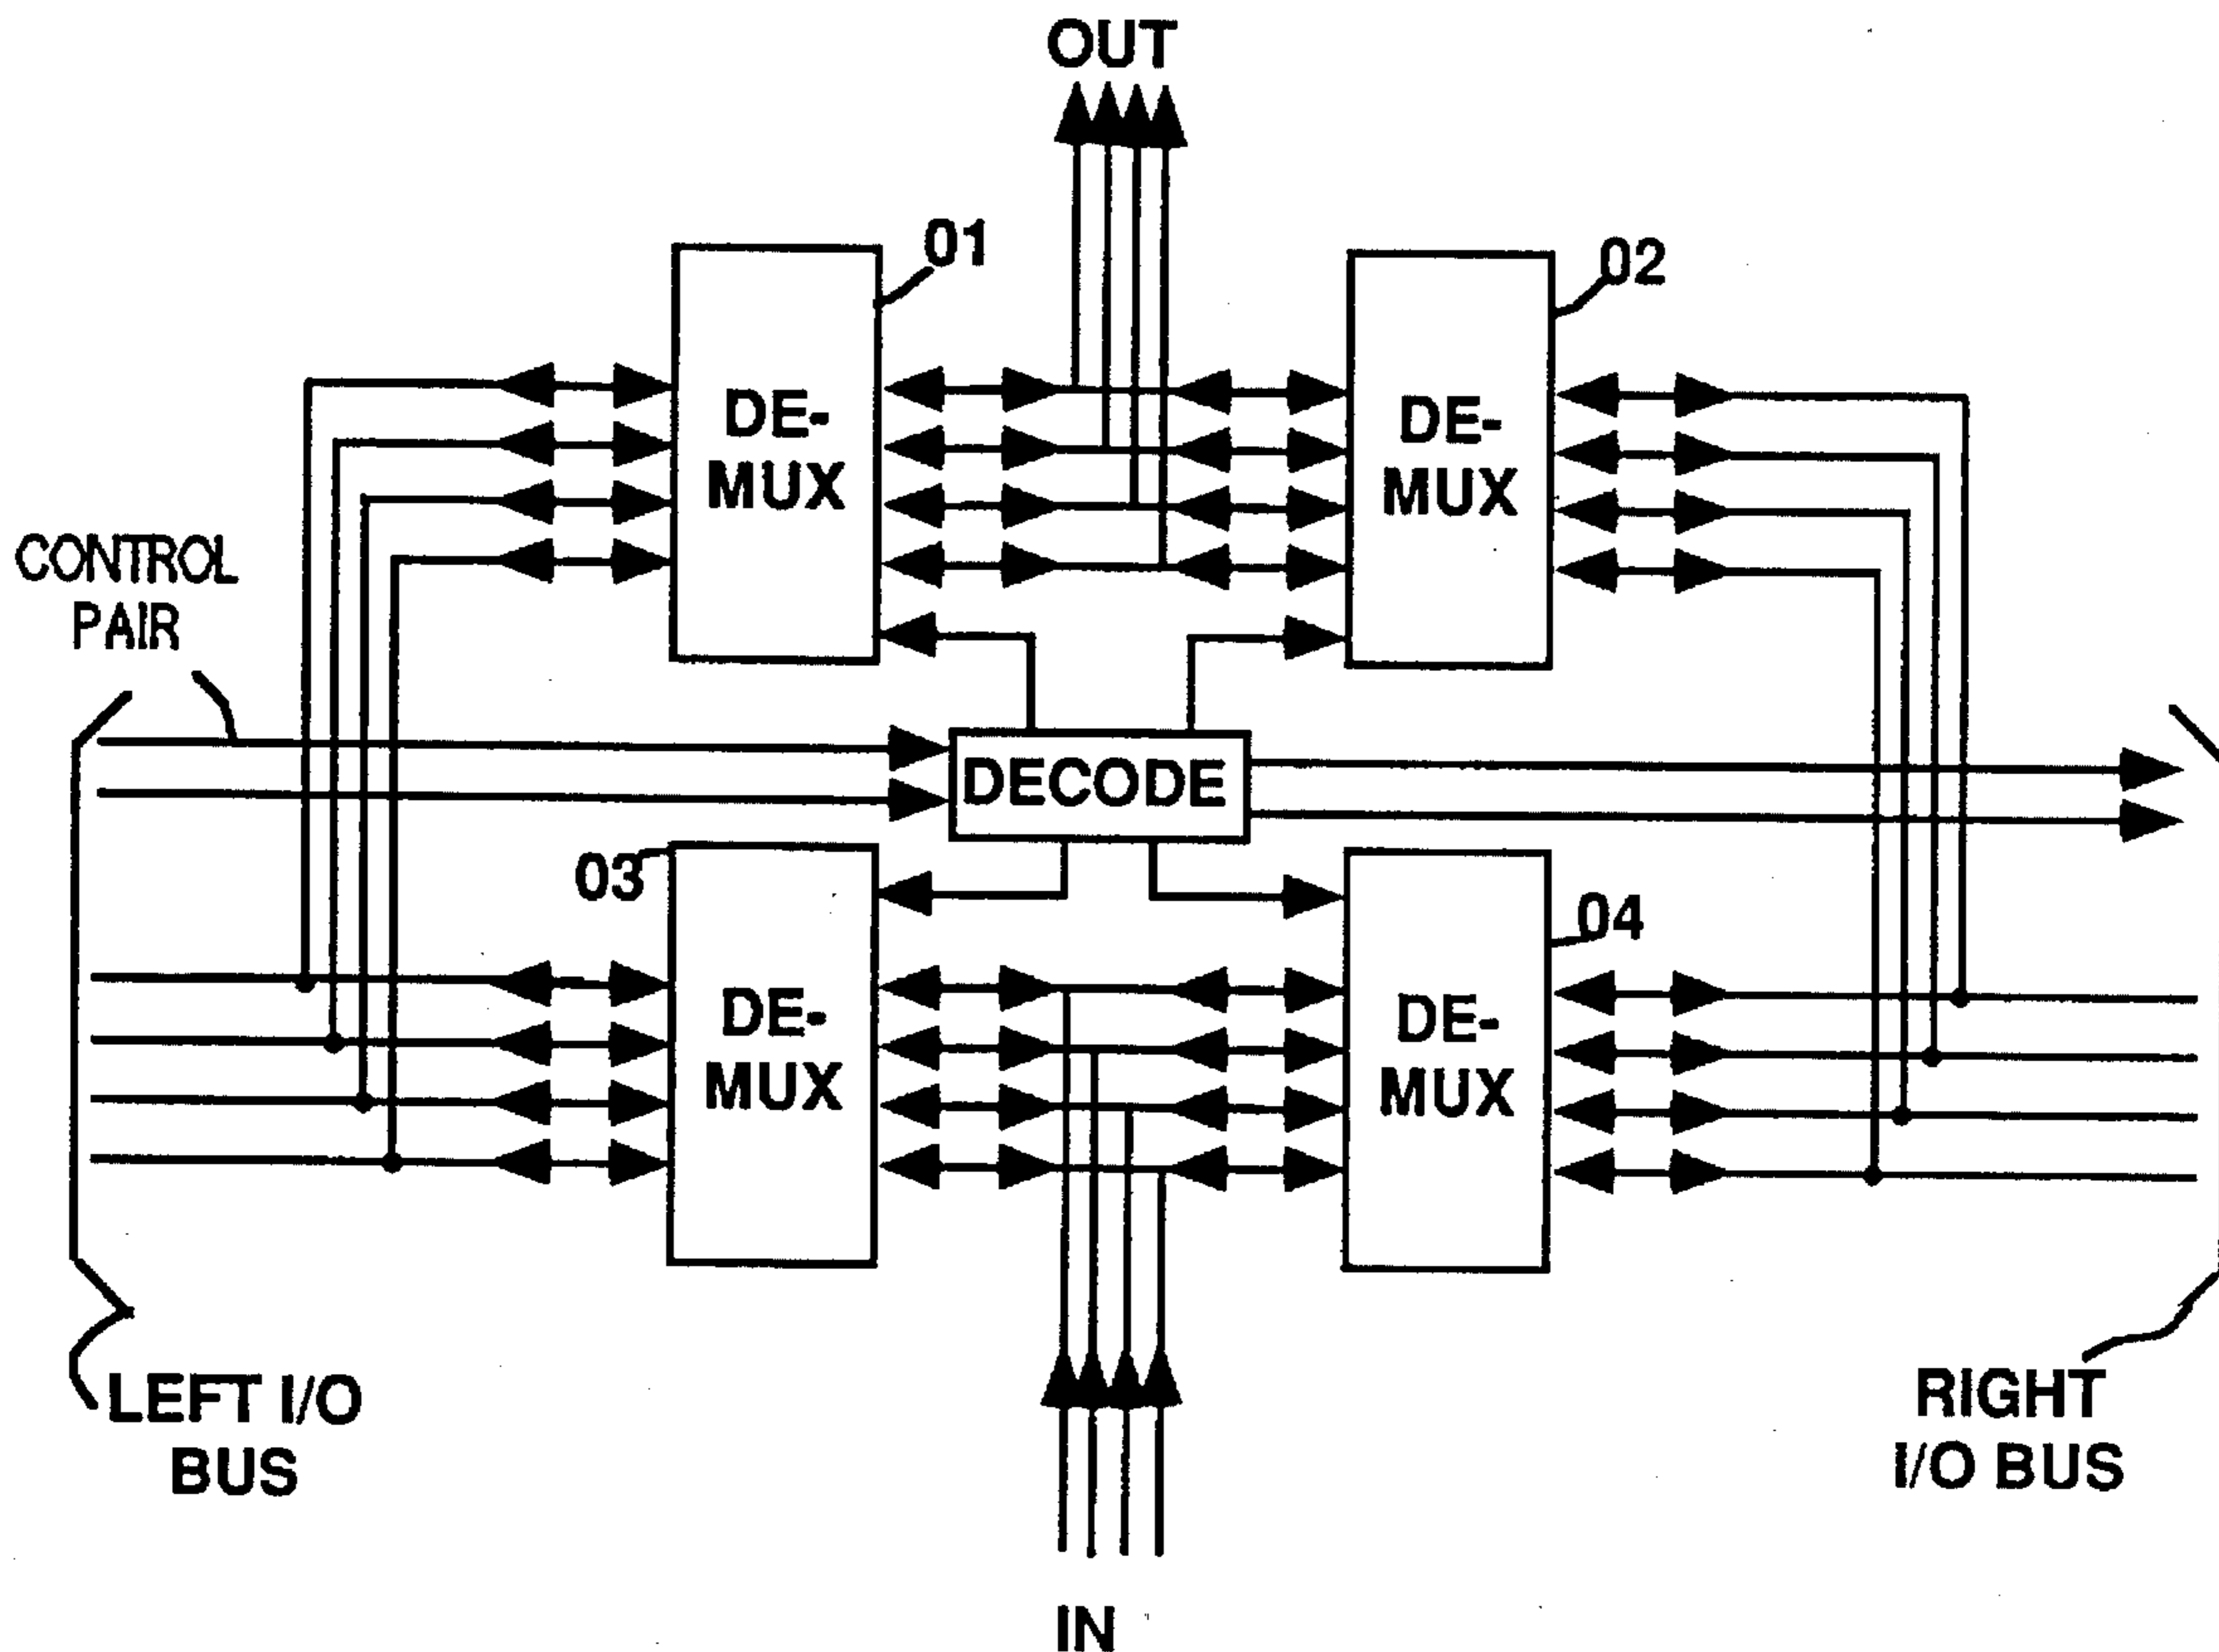 OUT
01
02
DE-
MUX
DE-
MUX
CONTROL
PAIR
DECODE
03
04
DE-
MUX
DE-
MUX
LEFT I/O
BUS
RIGHT
I/O BUS
IN